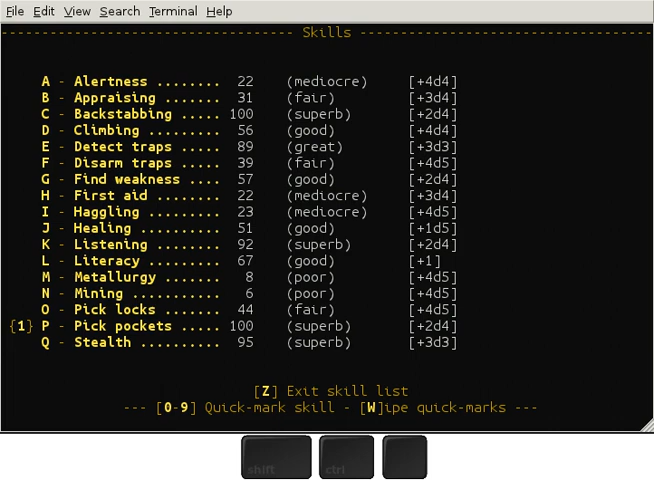 File Edit View Search Terminal Help
Skills
A - Alertness ........ 22 (mediocre) [+4d4]
B - Appraising ....... 31 (fair) [+3d4]
C - Backstabbing ..... 100 (superb) [+2d4]
D - Climbing ......... 56 (good) [+4d4]
E - Detect traps ..... 89 (great) [+3d3]
F - Disarm traps ..... 39 (fair) [+4d5]
G - Find weakness .... 57 (good) [+2d4]
H - First aid ........ 22 (mediocre) [+3d4]
I - Haggling ......... 23 (mediocre) [+4d5]
J - Healing .......... 51 (good) [+1d5]
K - Listening ........ 92 (superb) [+2d4]
L - Literacy ......... 67 (good) [+1]
M - Metallurgy ....... 8 (poor) [+4d5]
N - Mining ........... 6 (poor) [+4d5]
O - Pick locks ....... 44 (fair) [+4d5]
{1} P - Pick pockets ..... 100 (superb) [+2d4]
Q - Stealth .......... 95 (superb) [+3d3]
[Z] Exit skill list
--- [0-9] Quick-mark skill - [W]ipe quick-marks ---
shift ctrl